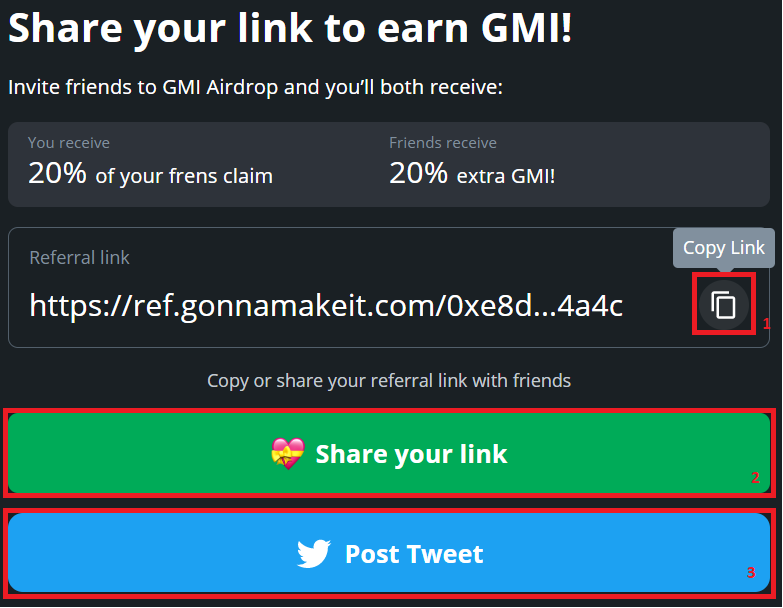 Share your link to earn GMI!
Invite friends to GMI Airdrop and you’ll both receive:
You receive
20% of your frens claim
Friends receive
20% extra GMI!
Referral link
Copy Link
https://ref.gonnamakeit.com/0xe8d...4a4c
1
Copy or share your referral link with friends
Share your link
2
Post Tweet
3